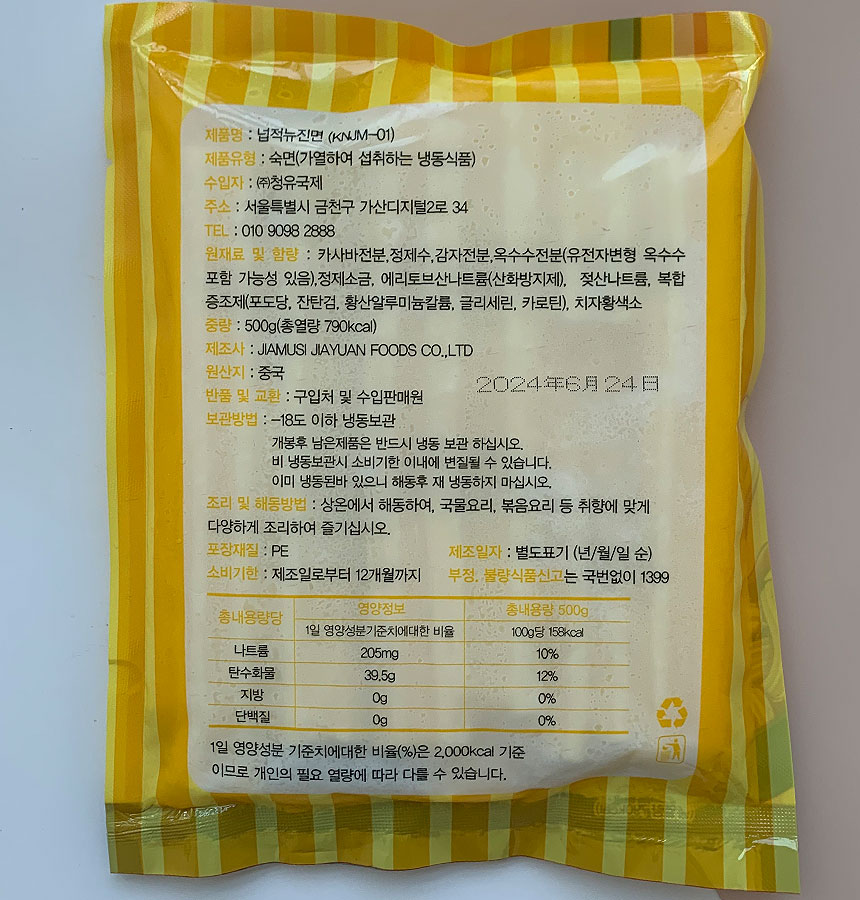 제품명 : 넙적뉴진면 (KNJM-01)
제품유형 : 숙면(가열하여 섭취하는 냉동식품)
수입자 : ㈜청유국제
주소 : 서울특별시 금천구 가산디지털2로 34
TEL : 010 9098 2888
원재료 및 함량 : 카사바전분,정제수,감자전분,옥수수전분(유전자변형 옥수수
포함 가능성 있음),정제소금, 에리토브산나트륨(산화방지제), 젖산나트륨, 복합
증조제(포도당, 잔탄검, 황산알루미늄칼륨, 글리세린, 카로틴), 치자황색소
중량 : 500g(총열량 790kcal)
제조사 : JIAMUSI JIAYUAN FOODS CO.,LTD
원산지 : 중국
2024年6月24日
반품 및 교환 : 구입처 및 수입판매원
보관방법 : -18도 이하 냉동보관
개봉후 남은제품은 반드시 냉동 보관 하십시오.
비 냉동보관시 소비기한 이내에 변질될 수 있습니다.
이미 냉동된바 있으니 해동후 재 냉동하지 마십시오.
조리 및 해동방법 : 상온에서 해동하여, 국물요리, 볶음요리 등 취향에 맞게
다양하게 조리하여 즐기십시오.
포장재질 : PE 제조일자 : 별도표기 (년/월/일 순)
소비기한 : 제조일로부터 12개월까지 부정, 불량식품신고는 국번없이 1399
총내용량당 영양정보 총내용량 500g
1일 영양성분기준치에대한 비율 100g당 158kcal
나트륨 205mg 10%
탄수화물 39.5g 12%
지방 0g 0%
단백질 0g 0%
1일 영양성분 기준치에대한 비율(%)은 2,000kcal 기준
이므로 개인의 필요 열량에 따라 다를 수 있습니다.